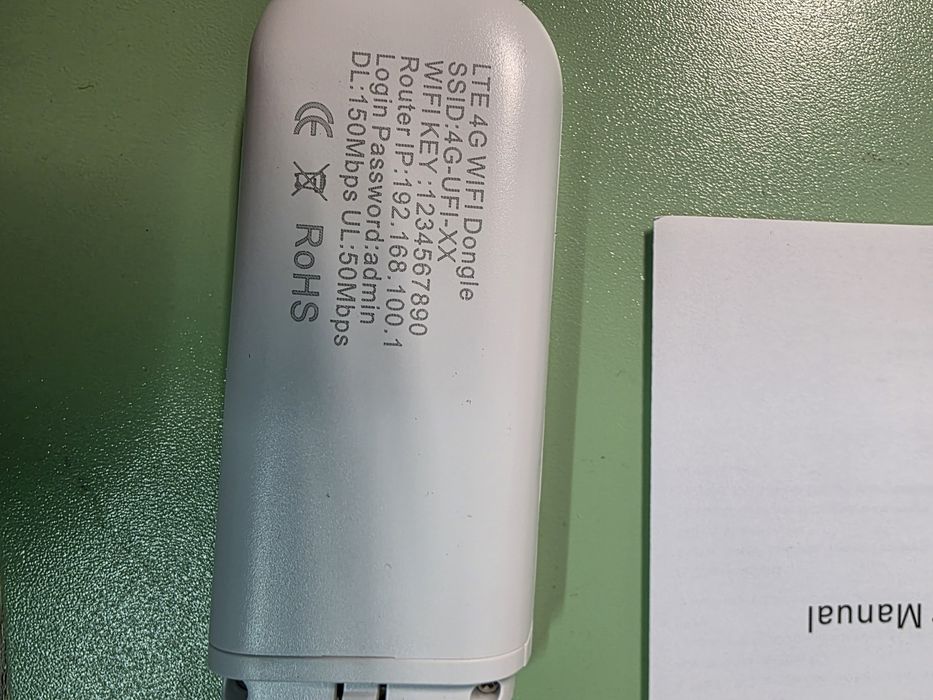 LTE 4G WIFI Dongle
SSID:4G-UFI-XX
WIFI KEY :1234567890
Router IP:192.168.100.1
Login Password:admin
DL:150Mbps UL:50Mbps
CE RoHS
Manual